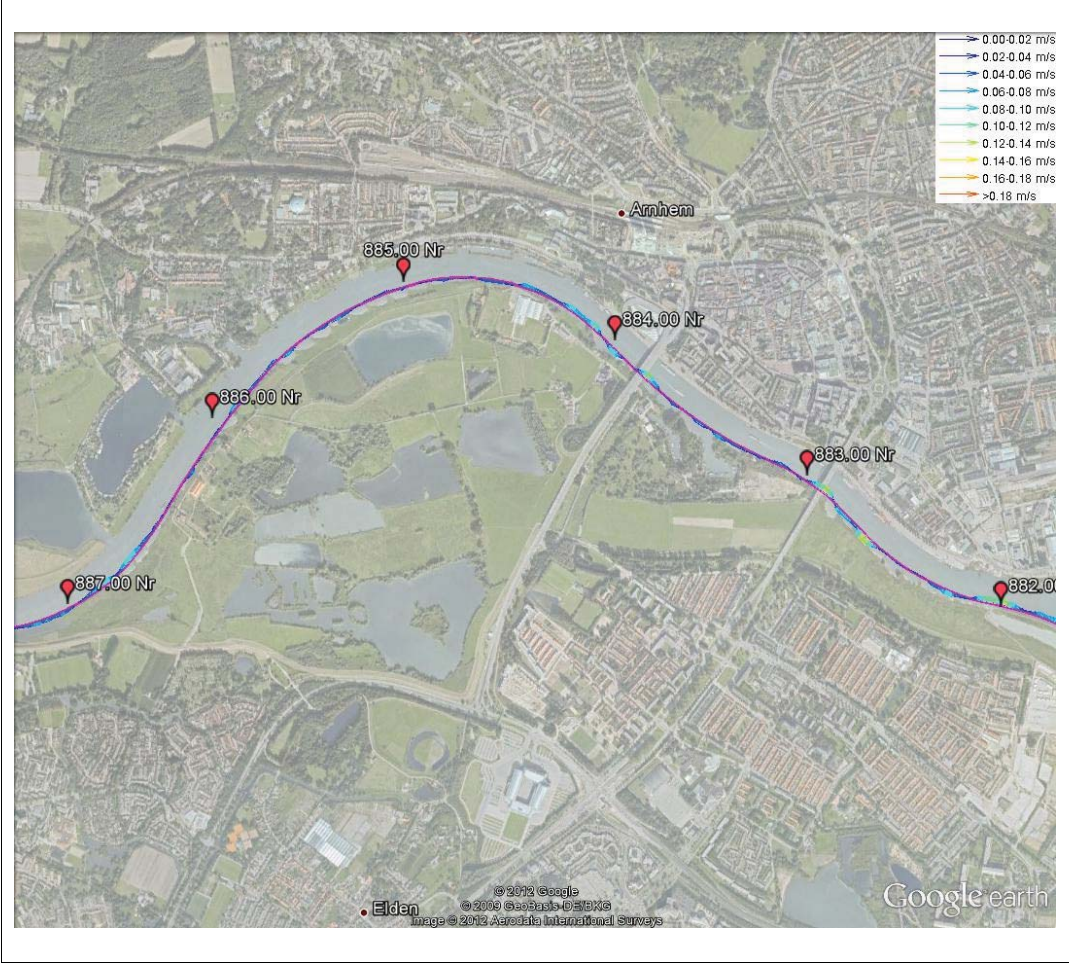 0.00-0.02 m/s
0.02-0.04 m/s
0.04-0.06 m/s
0.06-0.08 m/s
0.08-0.10 m/s
0.10-0.12 m/s
0.12-0.14 m/s
0.14-0.16 m/s
0.16-0.18 m/s
>0.18 m/s
Arnhem
885.00 Nr
884.00 Nr
886.00 Nr
883.00 Nr
887.00 Nr
882.00
Elden
© 2012 Google
© 2009 GeoBasis-DE/BKG
Image © 2012 Aerodata International Surveys
Google earth